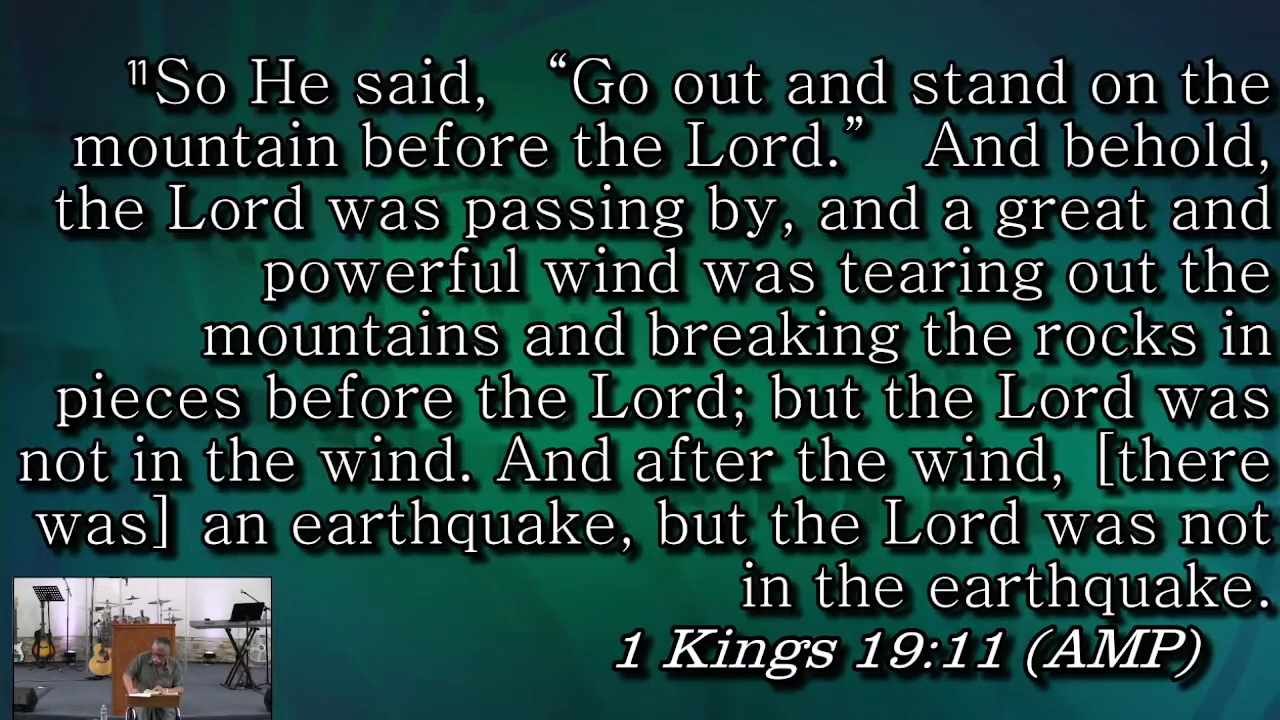 ¹¹So He said, “Go out and stand on the
mountain before the Lord.” And behold,
the Lord was passing by, and a great and
powerful wind was tearing out the
mountains and breaking the rocks in
pieces before the Lord; but the Lord was
not in the wind. And after the wind, [there
was] an earthquake, but the Lord was not
in the earthquake.
1 Kings 19:11 (AMP)